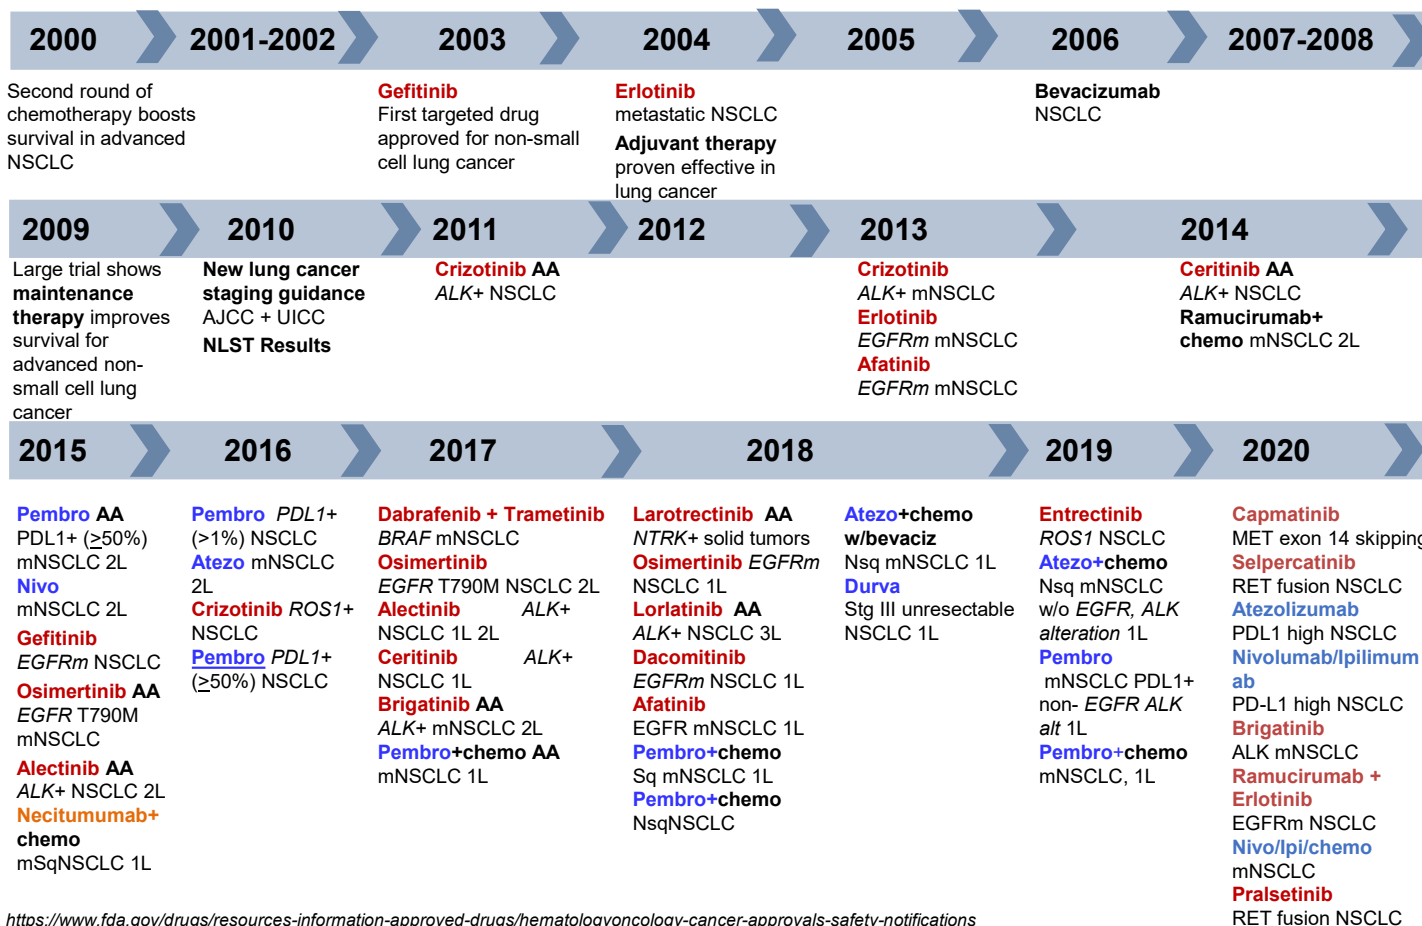 2000 2001-2002 2003 2004 2005 2006 2007-2008
Second round of
chemotherapy boosts
survival in advanced
NSCLC
Gefitinib
First targeted drug
approved for non-small
cell lung cancer
Erlotinib
metastatic NSCLC
Adjuvant therapy
proven effective in
lung cancer
Bevacizumab
NSCLC
2009 2010 2011 2012 2013 2014
Large trial shows
maintenance
therapy improves
survival for
advanced non-
small cell lung
cancer
New lung cancer
staging guidance
AJCC + UICC
NLST Results
Crizotinib AA
ALK+ NSCLC
Crizotinib
ALK+ mNSCLC
Erlotinib
EGFRm mNSCLC
Afatinib
EGFRm mNSCLC
Ceritinib AA
ALK+ NSCLC
Ramucirumab+
chemo mNSCLC 2L
2015 2016 2017 2018 2019 2020
Pembro AA
PDL1+ (≥50%)
mNSCLC 2L
Nivo
mNSCLC 2L
Gefitinib
EGFRm NSCLC
Osimertinib AA
EGFR T790M
mNSCLC
Alectinib AA
ALK+ NSCLC 2L
Necitumumab+
chemo
mSqNSCLC 1L
Pembro PDL1+
(>1%) NSCLC
Atezo mNSCLC
2L
Crizotinib ROS1+
NSCLC
Pembro PDL1+
(≥50%) NSCLC
Dabrafenib + Trametinib
BRAF mNSCLC
Osimertinib
EGFR T790M NSCLC 2L
Alectinib ALK+
NSCLC 1L 2L
Ceritinib ALK+
NSCLC 1L
Brigatinib AA
ALK+ mNSCLC 2L
Pembro+chemo AA
mNSCLC 1L
Larotrectinib AA
NTRK+ solid tumors
Osimertinib EGFRm
NSCLC 1L
Lorlatinib AA
ALK+ NSCLC 3L
Dacomitinib
EGFRm NSCLC 1L
Afatinib
EGFR mNSCLC 1L
Pembro+chemo
Sq mNSCLC 1L
Pembro+chemo
NsqNSCLC
Atezo+chemo
w/bevaciz
Nsq mNSCLC 1L
Durva
Stg III unresectable
NSCLC 1L
Entrectinib
ROS1 NSCLC
Atezo+chemo
Nsq mNSCLC
w/o EGFR, ALK
alteration 1L
Pembro
mNSCLC PDL1+
non- EGFR ALK
alt 1L
Pembro+chemo
mNSCLC, 1L
Capmatinib
MET exon 14 skipping
Selpercatinib
RET fusion NSCLC
Atezolizumab
PDL1 high NSCLC
Nivolumab/Ipilimum
ab
PD-L1 high NSCLC
Brigatinib
ALK mNSCLC
Ramucirumab +
Erlotinib
EGFRm NSCLC
Nivo/Ipi/chemo
mNSCLC
Pralsetinib
RET fusion NSCLC
https://www.fda.gov/drugs/resources-information-approved-drugs/hematologyoncology-cancer-approvals-safety-notifications